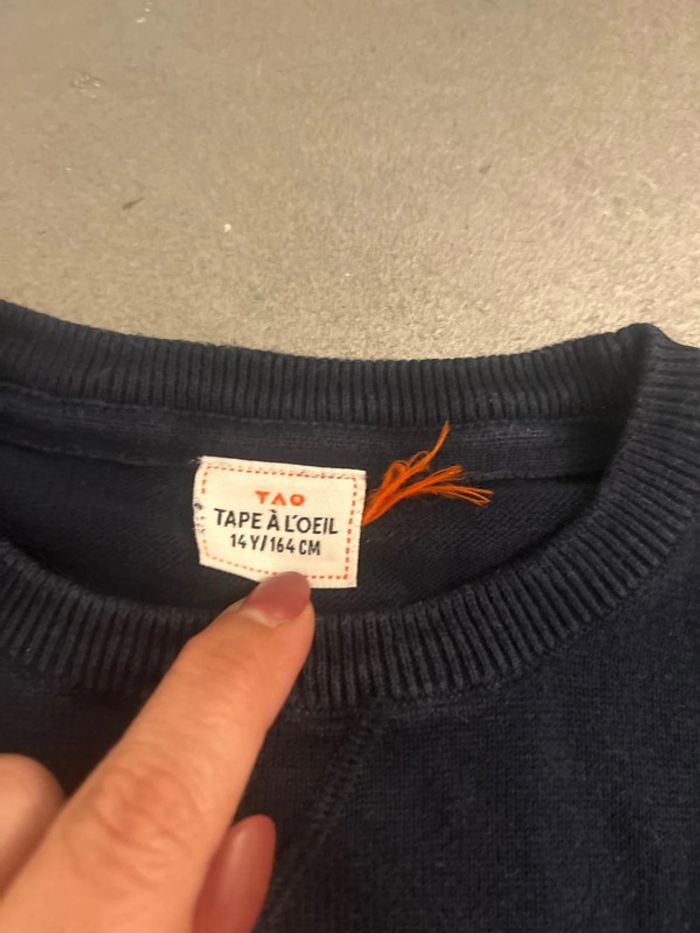 TAO
TAPE À L'OEIL
14Y/164 CM